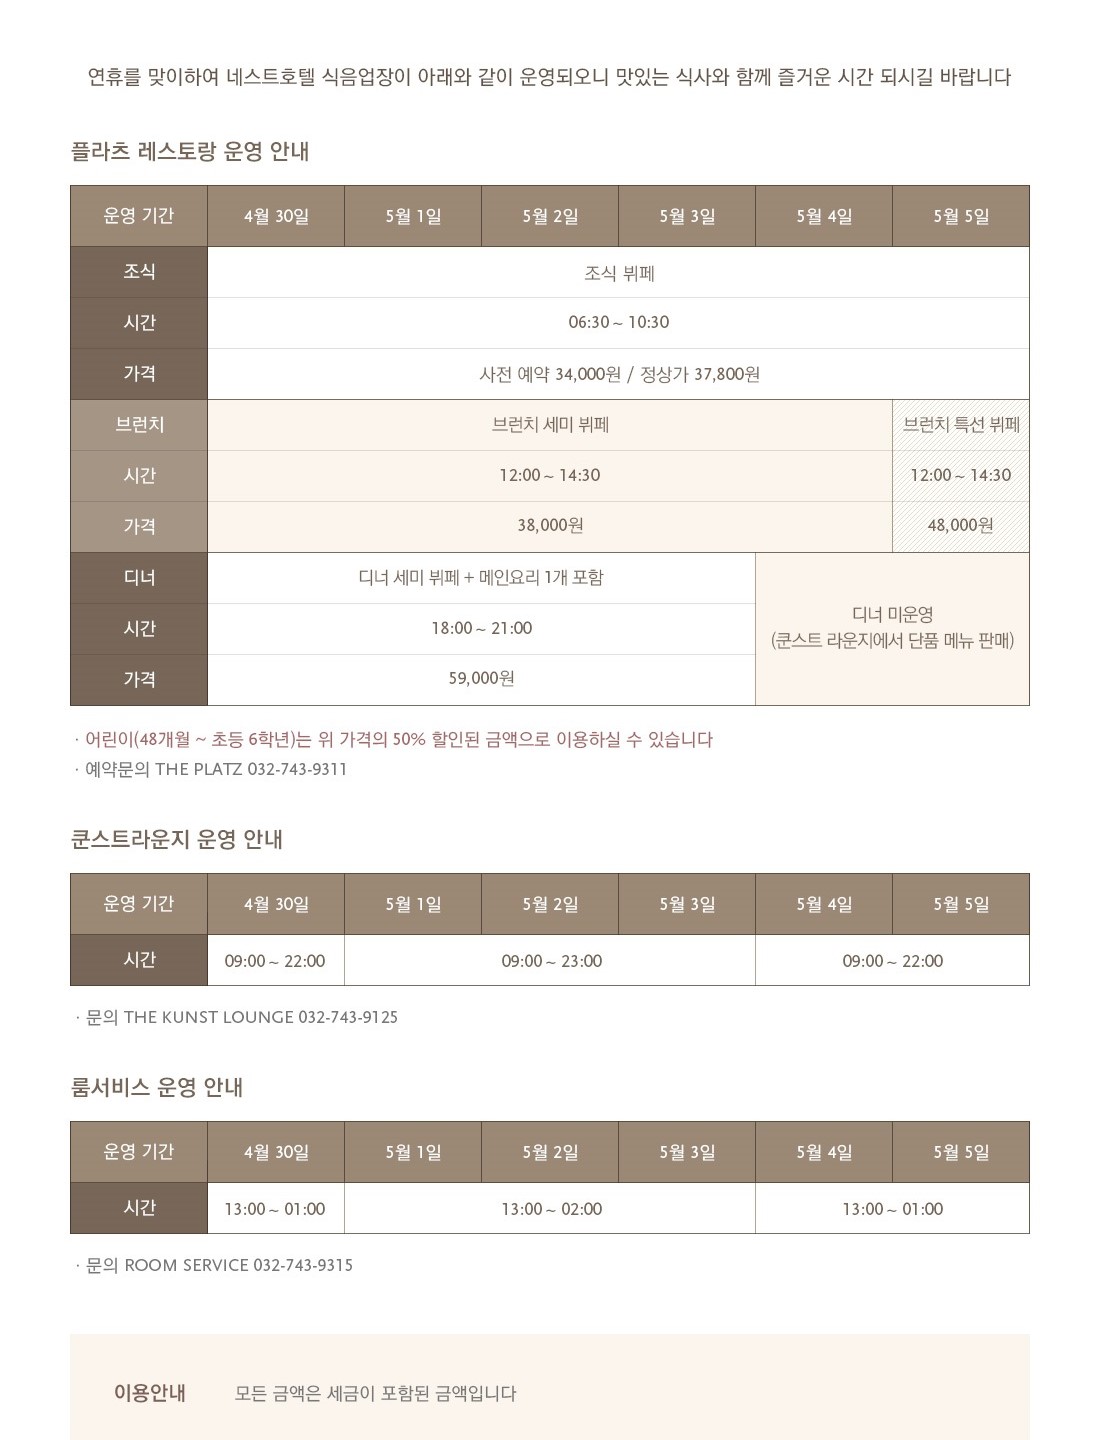 연휴를 맞이하여 네스트호텔 식음업장이 아래와 같이 운영되오니 맛있는 식사와 함께 즐거운 시간 되시길 바랍니다
플라츠 레스토랑 운영 안내
운영 기간 4월 30일 5월 1일 5월 2일 5월 3일 5월 4일 5월 5일
조식 조식 뷔페
시간 06:30 ~ 10:30
가격 사전 예약 34,000원 / 정상가 37,800원
브런치 브런치 세미 뷔페 브런치 특선 뷔페
시간 12:00 ~ 14:30 12:00 ~ 14:30
가격 38,000원 48,000원
디너 디너 세미 뷔페 + 메인요리 1개 포함
시간 18:00 ~ 21:00
가격 59,000원
디너 미운영
(쿤스트 라운지에서 단품 메뉴 판매)
· 어린이(48개월 ~ 초등 6학년)는 위 가격의 50% 할인된 금액으로 이용하실 수 있습니다
· 예약문의 THE PLATZ 032-743-9311
쿤스트라운지 운영 안내
운영 기간 4월 30일 5월 1일 5월 2일 5월 3일 5월 4일 5월 5일
시간 09:00 ~ 22:00 09:00 ~ 23:00 09:00 ~ 22:00
· 문의 THE KUNST LOUNGE 032-743-9125
룸서비스 운영 안내
운영 기간 4월 30일 5월 1일 5월 2일 5월 3일 5월 4일 5월 5일
시간 13:00 ~ 01:00 13:00 ~ 02:00 13:00 ~ 01:00
· 문의 ROOM SERVICE 032-743-9315
이용안내 모든 금액은 세금이 포함된 금액입니다